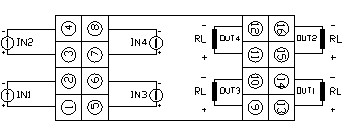 4 8 12 16
IN2 IN4 RL OUT4 OUT2 RL
3 7 11 15
2 6 10 14
IN1 IN3 RL OUT3 OUT1 RL
1 5 9 13